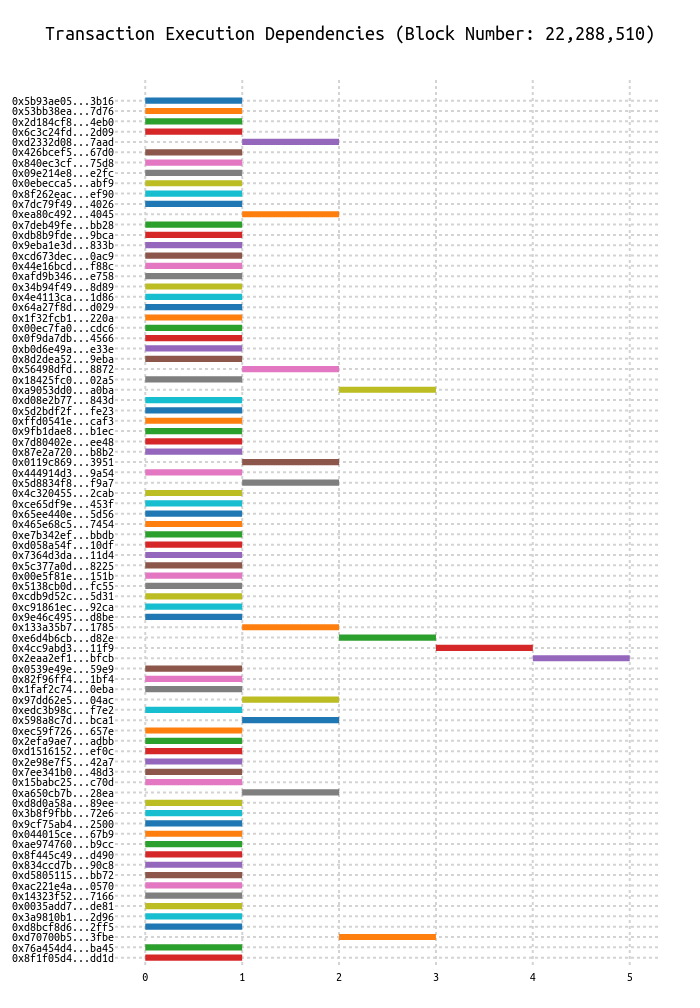 Transaction Execution Dependencies (Block Number: 22,288,510)
0x5b93ae05...3b16
0x53bb38ea...7d76
0x2d184cf8...4eb0
0x6c3c24fd...2d09
0xd2332d08...7aad
0x426bcef5...67d0
0x840ec3cf...75d8
0x09e214e8...e2fc
0x0ebecca5...abf9
0x8f262eac...ef90
0x7dc79f49...4026
0xea80c492...4045
0x7deb49fe...bb28
0xdb8b9fde...9bca
0x9eba1e3d...833b
0xcd673dec...0ac9
0x44e16bcd...f88c
0xafd9b346...e758
0x34b94f49...8d89
0x4e4113ca...1d86
0x64a27f8d...d029
0x1f32fcb1...220a
0x00ec7fa0...cdc6
0x0f9da7db...4566
0xb0d6e49a...e33e
0x8d2dea52...9eba
0x56498dfd...8872
0x18425fc0...02a5
0xa9053dd0...a0ba
0xd08e2b77...843d
0x5d2bdf2f...fe23
0xffd0541e...caf3
0x9fb1dae8...b1ec
0x7d80402e...ee48
0x87e2a720...b8b2
0x0119c869...3951
0x444914d3...9a54
0x5d8834f8...f9a7
0x4c320455...2cab
0xce65df9e...453f
0x65ee440e...5d56
0x465e68c5...7454
0xe7b342ef...bbdb
0xd058a54f...10df
0x7364d3da...11d4
0x5c377a0d...8225
0x00e5f81e...151b
0x5138cb0d...fc55
0xcdb9d52c...5d31
0xc91861ec...92ca
0x9e46c495...d8be
0x133a35b7...1785
0xe6d4b6cb...d82e
0x4cc9abd3...11f9
0x2eaa2ef1...bfcb
0x0539e49e...59e9
0x82f96ff4...1bf4
0x1faf2c74...0eba
0x97dd62e5...04ac
0xedc3b98c...f7e2
0x598a8c7d...bca1
0xec59f726...657e
0x2efa9ae7...adbb
0xd1516152...ef0c
0x2e98e7f5...42a7
0x7ee341b0...48d3
0x15babc25...c70d
0xa650cb7b...28ea
0xd8d0a58a...89ee
0x3b8f9fbb...72e6
0x9cf75ab4...2500
0x044015ce...67b9
0xae974760...b9cc
0x8f445c49...d490
0x834ccd7b...90c8
0xd5805115...bb72
0xac221e4a...0570
0x14323f52...7166
0x0035add7...de81
0x3a9810b1...2d96
0xd8bcf8d6...2ff5
0xd70700b5...3fbe
0x76a454d4...ba45
0x8f1f05d4...dd1d
0 1 2 3 4 5